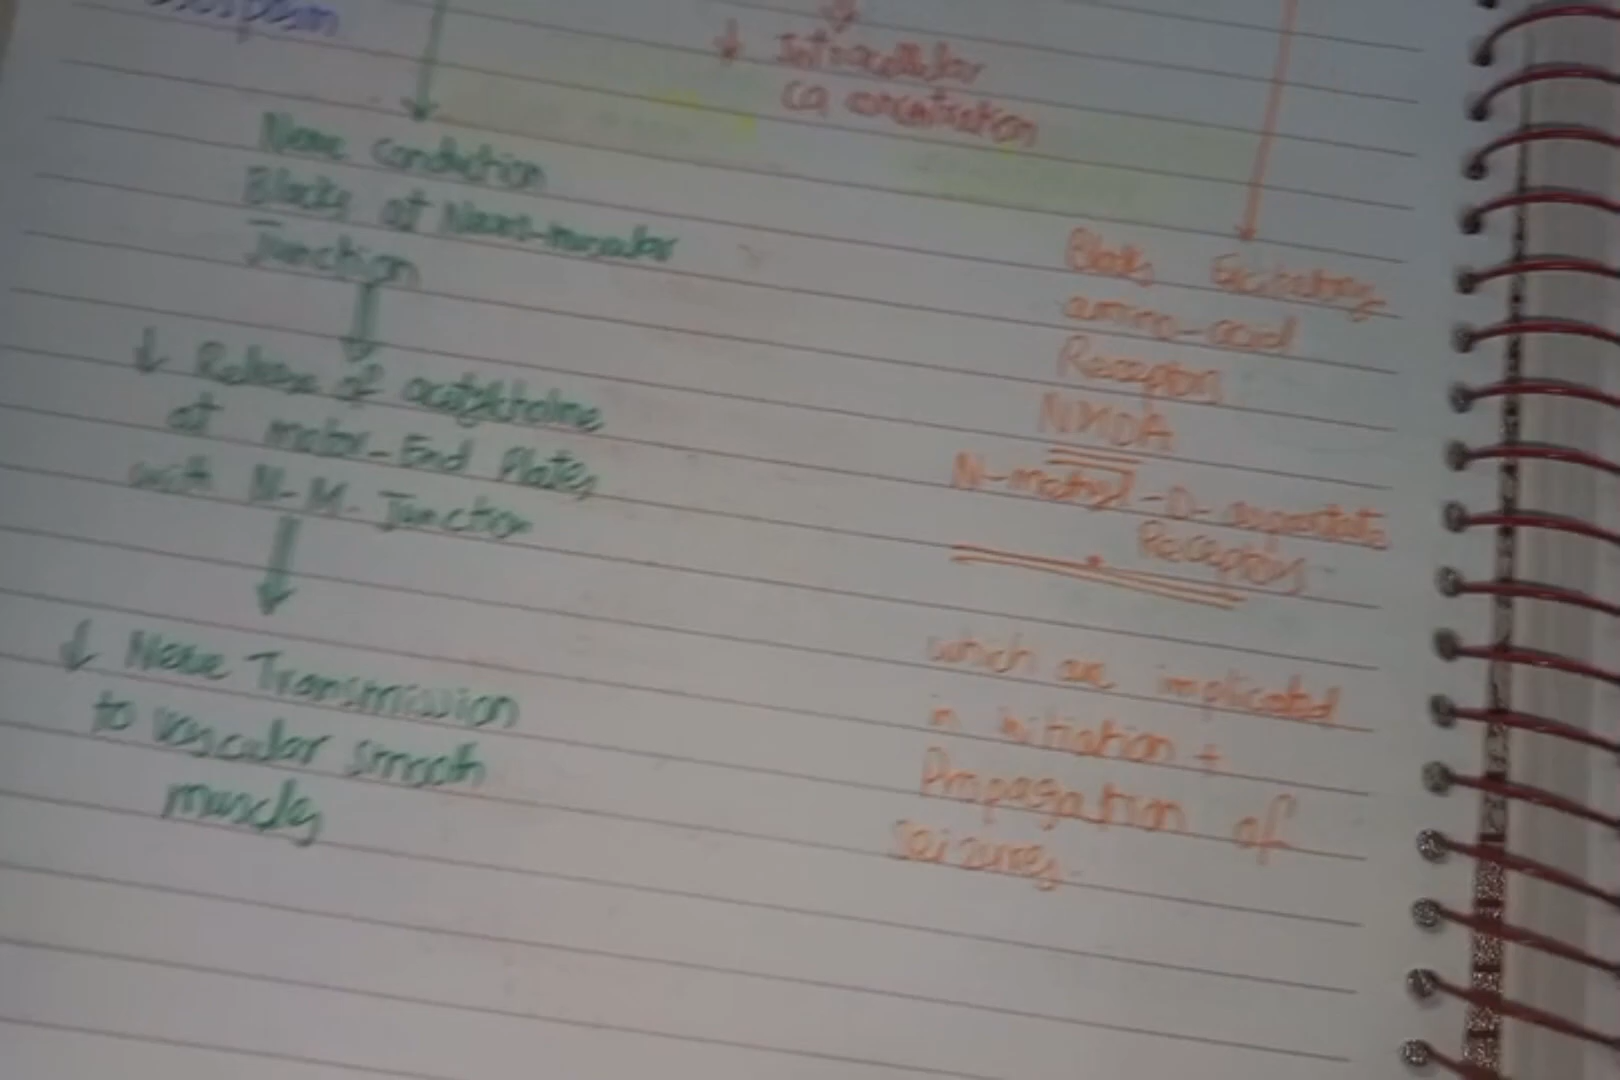 ↓ Intracellular
ca concentration
Nerve conduction
Blocks at Neuro-muscular
Junction
↓ Release of acetylcholine
at motor-End Plates
with N-M. Junction
↓ Nerve Transmission
to vascular smooth
muscles
Blocks Excitatory
amino-acid
Receptors
NMDA
N-methyl-D-aspartate
Receptors
which are implicated
in initiation +
Propagation of
seisures.